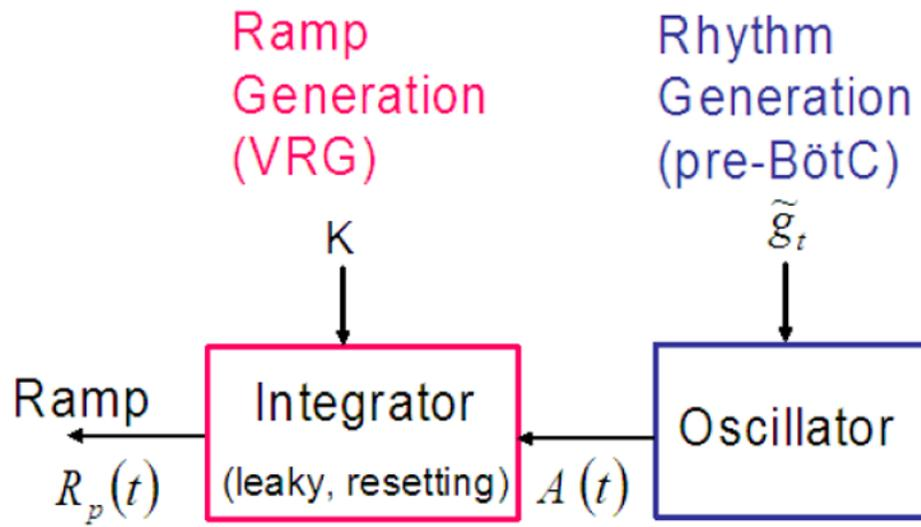 Ramp
Generation
(VRG)
Rhythm
Generation
(pre-BötC)
K
g̃ₜ
Ramp
Rₚ(t)
Integrator
(leaky, resetting)
A(t)
Oscillator